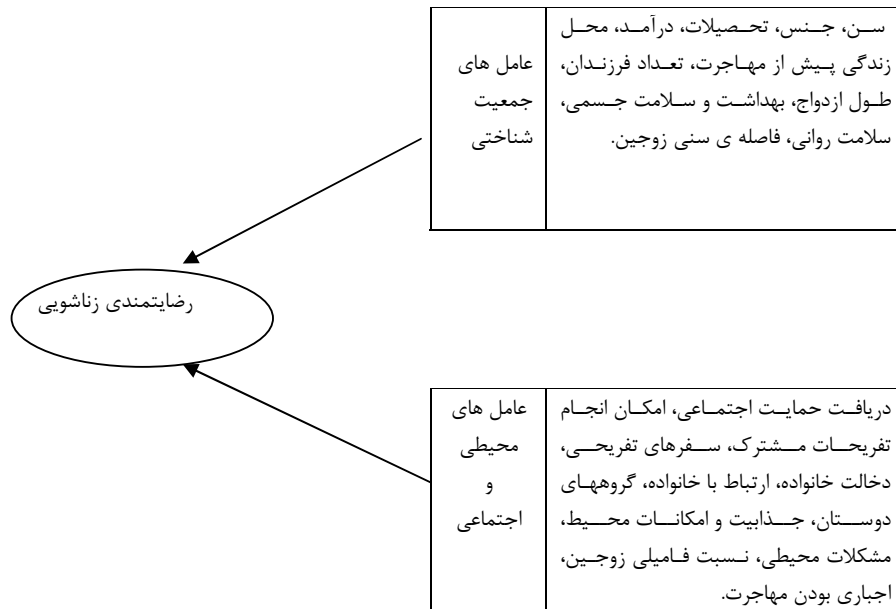 سن، جنس، تحصیلات، درآمد، محل
زندگی پیش از مهاجرت، تعداد فرزندان،
طول ازدواج، بهداشت و سلامت جسمی،
سلامت روانی، فاصله ی سنی زوجین.
عامل های
جمعیت
شناختی
رضایتمندی زناشویی
دریافت حمایت اجتماعی، امکان انجام
تفریحات مشترک، سفرهای تفریحی،
دخالت خانواده، ارتباط با خانواده، گروههای
دوستان، جذابیت و امکانات محیط،
مشکلات محیطی، نسبت فامیلی زوجین،
اجباری بودن مهاجرت.
عامل های
محیطی
و
اجتماعی